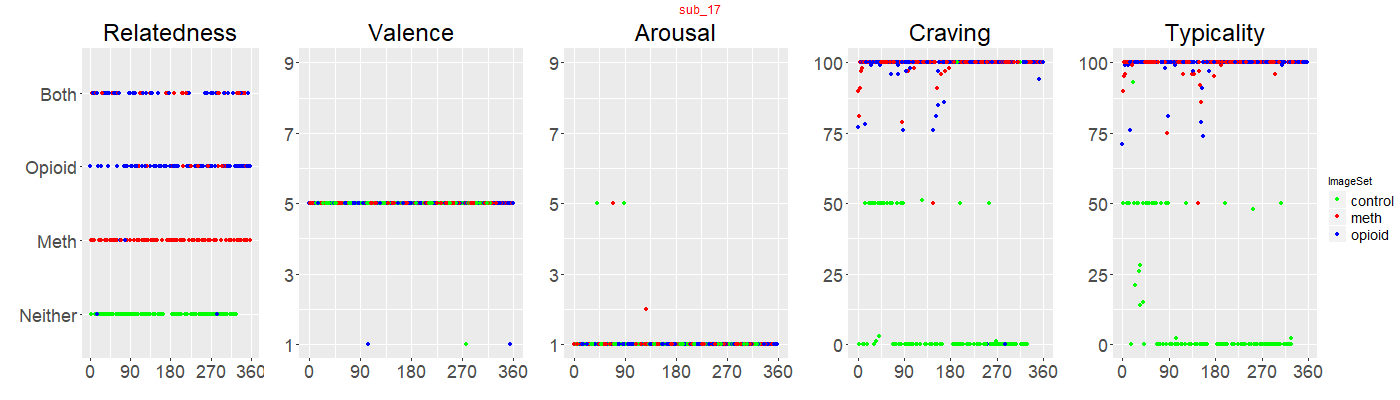 sub_17
Relatedness
Valence
Arousal
Craving
Typicality
Both
Opioid
Meth
Neither
0 90 180 270 360
9
7
5
3
1
0 90 180 270 360
9
7
5
3
1
0 90 180 270 360
100
75
50
25
0
0 90 180 270 360
100
75
50
25
0
0 90 180 270 360
ImageSet
control
meth
opioid